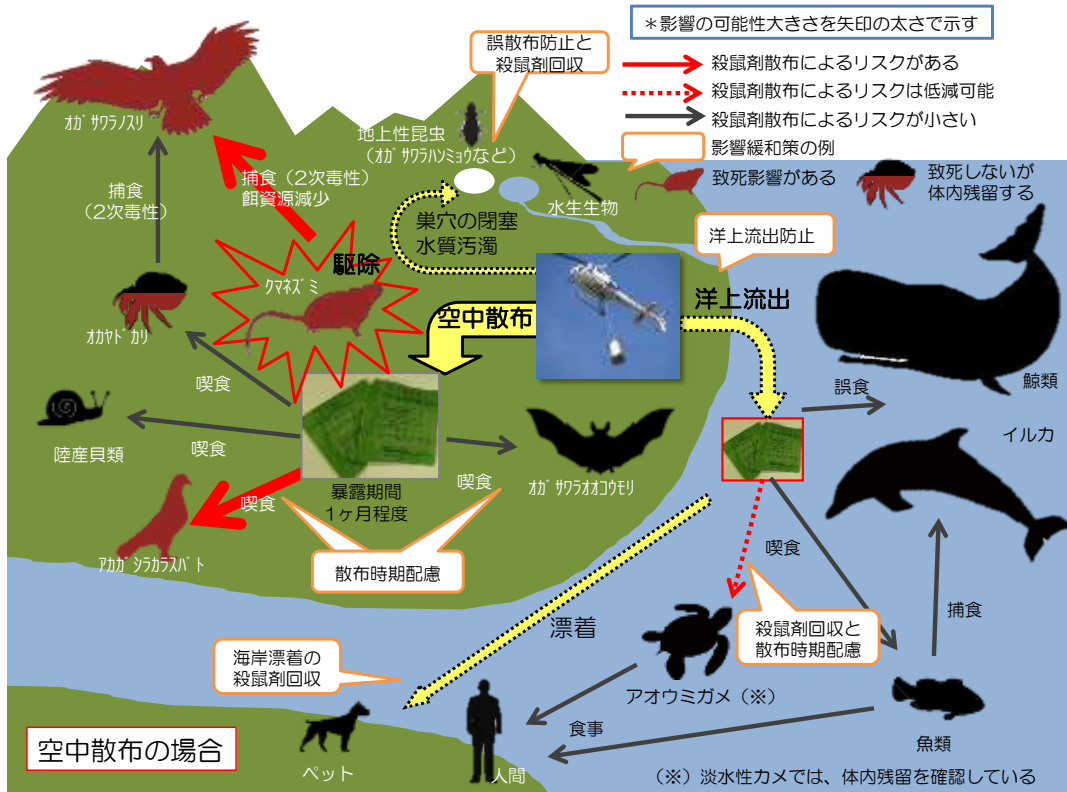 ＊影響の可能性大きさを矢印の太さで示す
殺鼠剤散布によるリスクがある
殺鼠剤散布によるリスクは低減可能
殺鼠剤散布によるリスクが小さい
影響緩和策の例
致死影響がある
致死しないが
体内残留する
誤散布防止と
殺鼠剤回収
ｵｶﾞｻﾜﾗﾉｽﾘ
地上性昆虫
（ｵｶﾞｻﾜﾗﾊﾝﾐｮｳなど）
捕食
（2次毒性）
捕食（2次毒性）
餌資源減少
水生生物
巣穴の閉塞
水質汚濁
洋上流出防止
駆除
ｸﾏﾈｽﾞﾐ
空中散布
洋上流出
ｵｶﾔﾄﾞｶﾘ
喫食
誤食
鯨類
陸産貝類
喫食
イルカ
喫食
暴露期間
1ヶ月程度
喫食
ｵｶﾞｻﾜﾗｵｵｺｳﾓﾘ
ｱｶｶﾞｼﾗｶﾗｽﾊﾞﾄ
散布時期配慮
喫食
捕食
漂着
殺鼠剤回収と
散布時期配慮
海岸漂着の
殺鼠剤回収
アオウミガメ（※）
食事
魚類
空中散布の場合
ペット
人間
（※）淡水性カメでは、体内残留を確認している